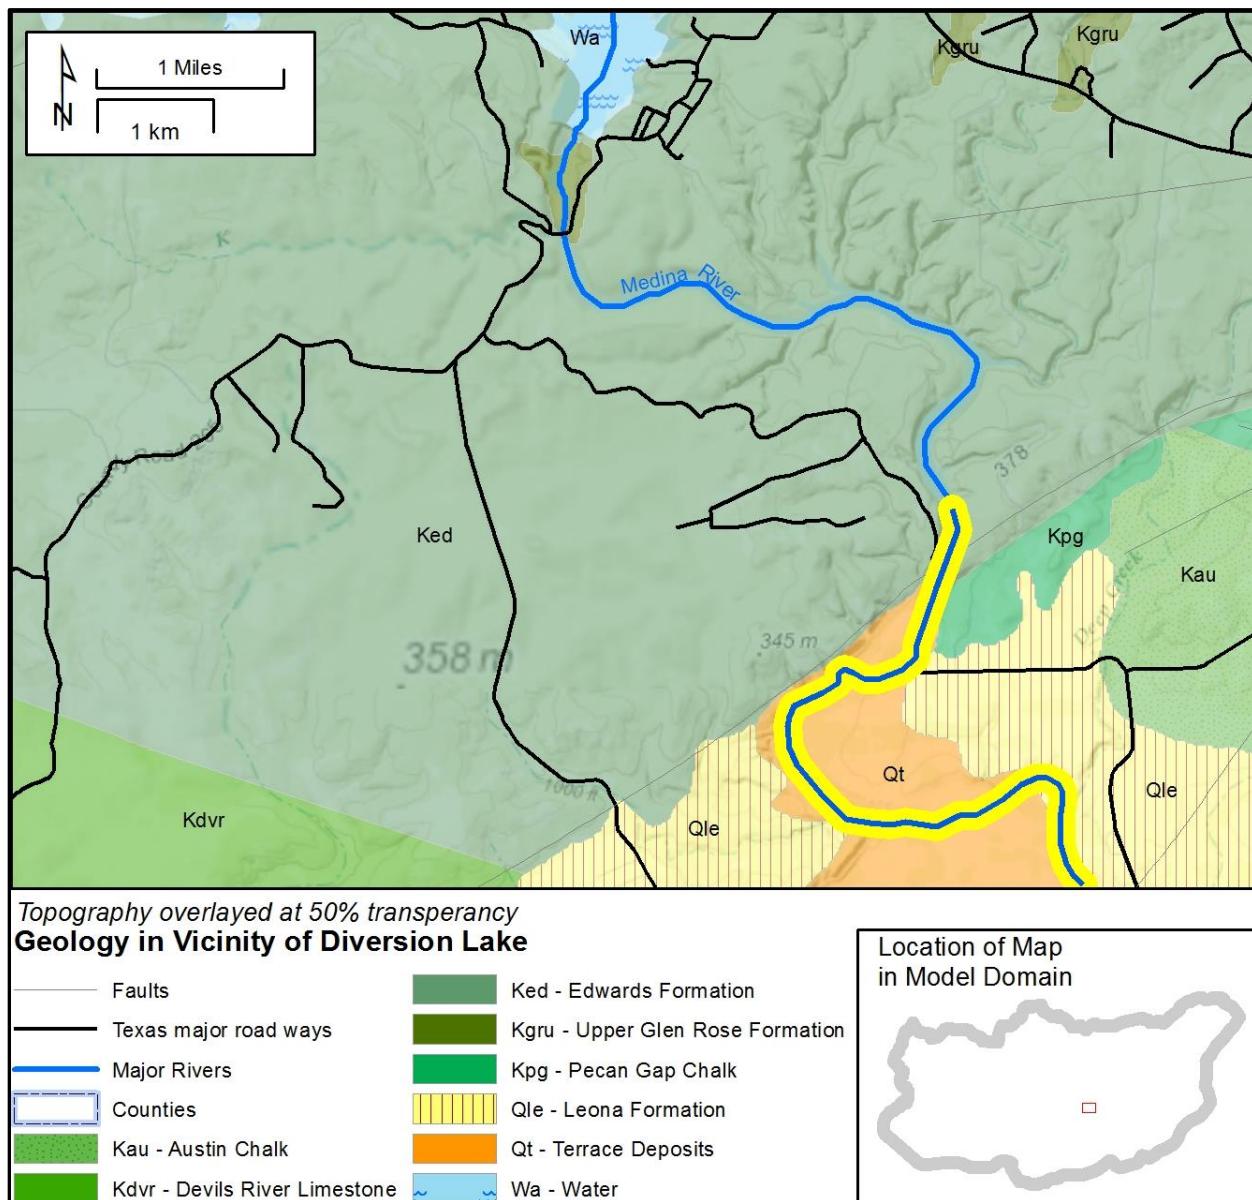 1 Miles
1 km
N
Wa
Kgru
Kgru
K
Medina River
378
Kpg
Kau
Deep Creek
Ked
345 m
358 m
1000 ft
Qt
Kdvr
Qle
Qle
Topography overlayed at 50% transperancy
Geology in Vicinity of Diversion Lake
Faults
Texas major road ways
Major Rivers
Counties
Kau - Austin Chalk
Kdvr - Devils River Limestone
Ked - Edwards Formation
Kgru - Upper Glen Rose Formation
Kpg - Pecan Gap Chalk
Qle - Leona Formation
Qt - Terrace Deposits
Wa - Water
Location of Map
in Model Domain